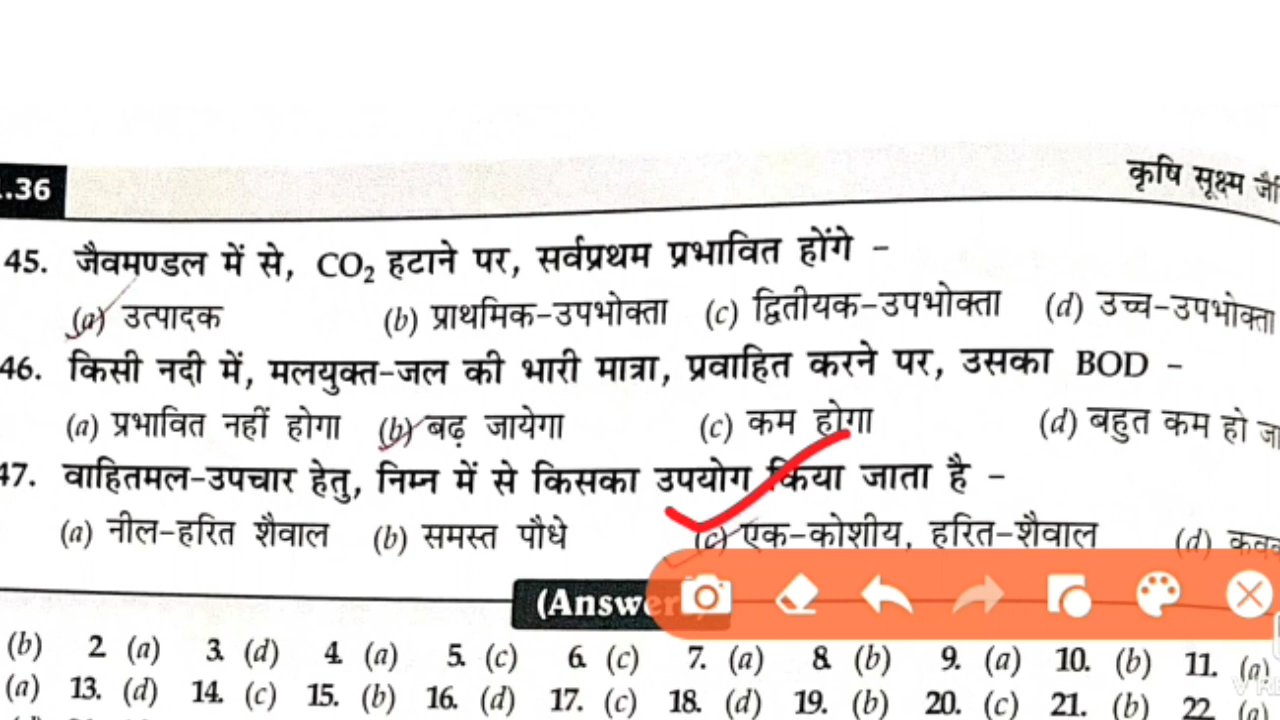 .36
कृषि सूक्ष्म
45. जैवमण्डल में से, CO₂ हटाने पर, सर्वप्रथम प्रभावित होंगे –
(a) उत्पादक (b) प्राथमिक-उपभोक्ता (c) द्वितीयक-उपभोक्ता (d) उच्च-उपभोक्ता
46. किसी नदी में, मलयुक्त-जल की भारी मात्रा, प्रवाहित करने पर, उसका BOD –
(a) प्रभावित नहीं होगा (b) बढ़ जायेगा (c) कम होगा (d) बहुत कम हो
47. वाहितमल-उपचार हेतु, निम्न में से किसका उपयोग किया जाता है –
(a) नील-हरित शैवाल (b) समस्त पौधे (c) एक-कोशीय, हरित-शैवाल (d)
(Answer
(b) 2 (a) 3. (d) 4. (a) 5. (c) 6. (c) 7. (a) 8. (b) 9. (a) 10. (b) 11. (a)
(a) 13. (d) 14. (c) 15. (b) 16. (d) 17. (c) 18. (d) 19. (b) 20. (c) 21. (b) 22. (a)